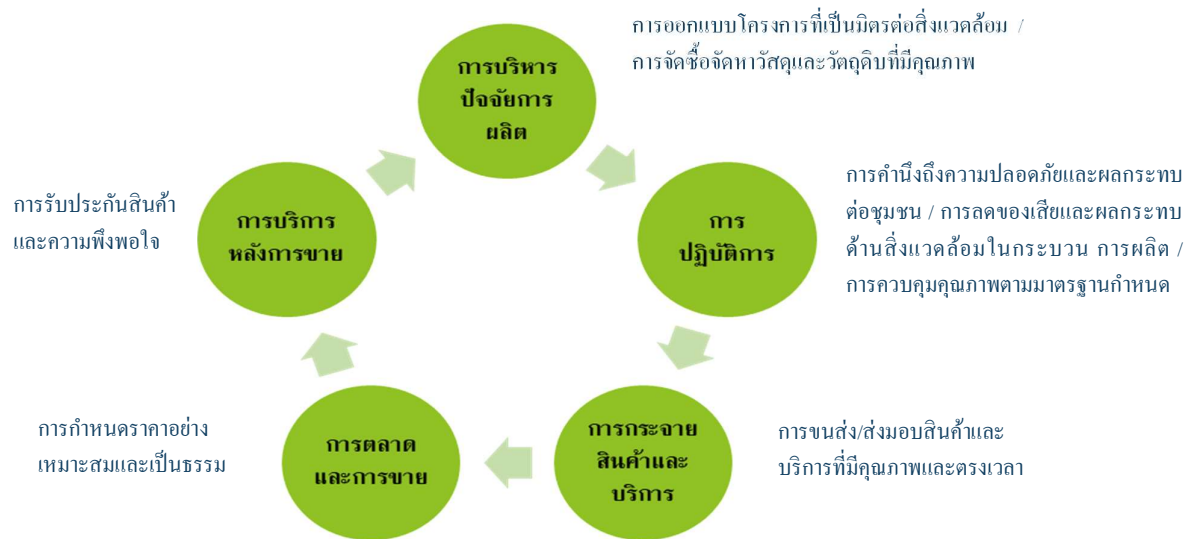 การออกแบบโครงการที่เป็นมิตรต่อสิ่งแวดล้อม /
การจัดซื้อจัดหาวัสดุและวัตถุดิบที่มีคุณภาพ
การบริหาร
ปัจจัยการ
ผลิต
การคำนึงถึงความปลอดภัยและผลกระทบ
ต่อชุมชน / การลดของเสียและผลกระทบ
ด้านสิ่งแวดล้อมในกระบวน การผลิต /
การควบคุมคุณภาพตามมาตรฐานกำหนด
การ
ปฏิบัติการ
การกระจาย
สินค้าและ
บริการ
การขนส่ง/ส่งมอบสินค้าและ
บริการที่มีคุณภาพและตรงเวลา
การตลาด
และการขาย
การกำหนดราคาอย่าง
เหมาะสมและเป็นธรรม
การบริการ
หลังการขาย
การรับประกันสินค้า
และความพึงพอใจ